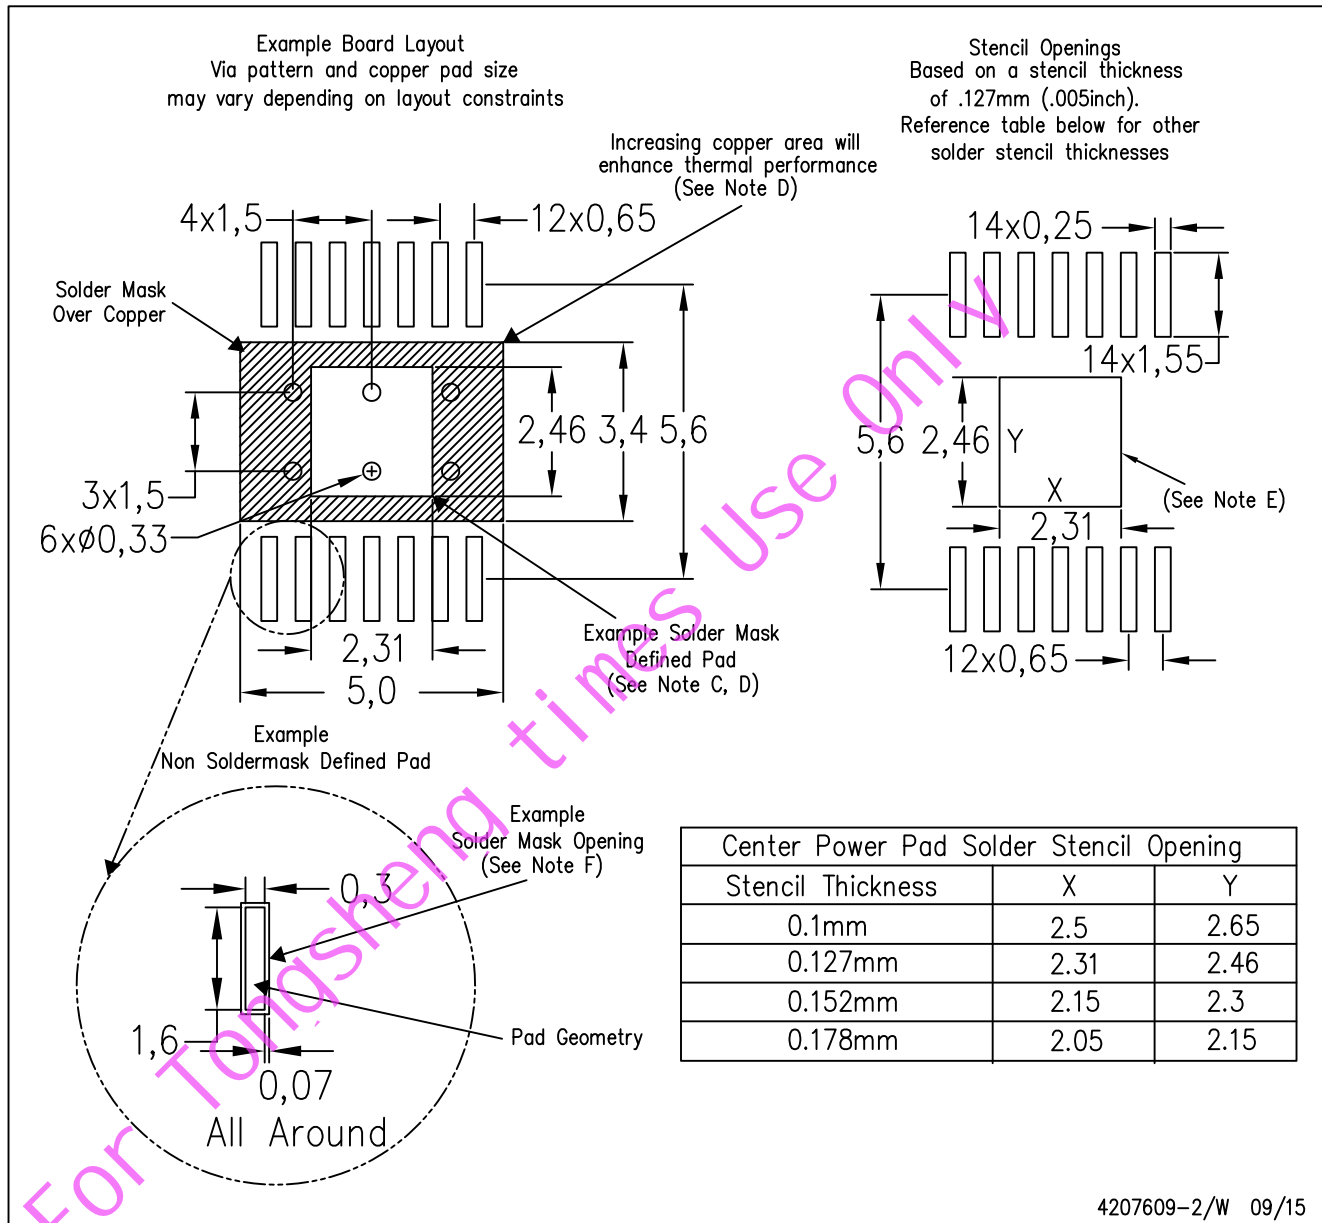 Example Board Layout
Via pattern and copper pad size
may vary depending on layout constraints
Stencil Openings
Based on a stencil thickness
of .127mm (.005inch).
Reference table below for other
solder stencil thicknesses
Increasing copper area will
enhance thermal performance
(See Note D)
4x1,5
12x0,65
Solder Mask
Over Copper
2,46 3,4 5,6
3x1,5
6xø0,33
2,31
5,0
Example Solder Mask
Defined Pad
(See Note C, D)
14x0,25
14x1,55
5,6 2,46
Y
X
2,31
(See Note E)
12x0,65
Example
Non Soldermask Defined Pad
Example
Solder Mask Opening
(See Note F)
0,3
1,6
0,07
All Around
Pad Geometry
Center Power Pad Solder Stencil Opening
Stencil Thickness X Y
0.1mm 2.5 2.65
0.127mm 2.31 2.46
0.152mm 2.15 2.3
0.178mm 2.05 2.15
For Tongsheng times Use Only
4207609-2/W 09/15